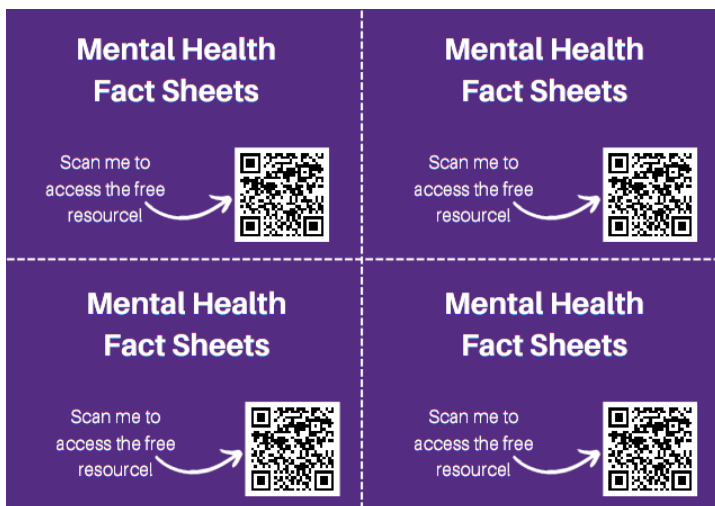 Mental Health
Fact Sheets
Scan me to
access the free
resource!
Mental Health
Fact Sheets
Scan me to
access the free
resource!
Mental Health
Fact Sheets
Scan me to
access the free
resource!
Mental Health
Fact Sheets
Scan me to
access the free
resource!